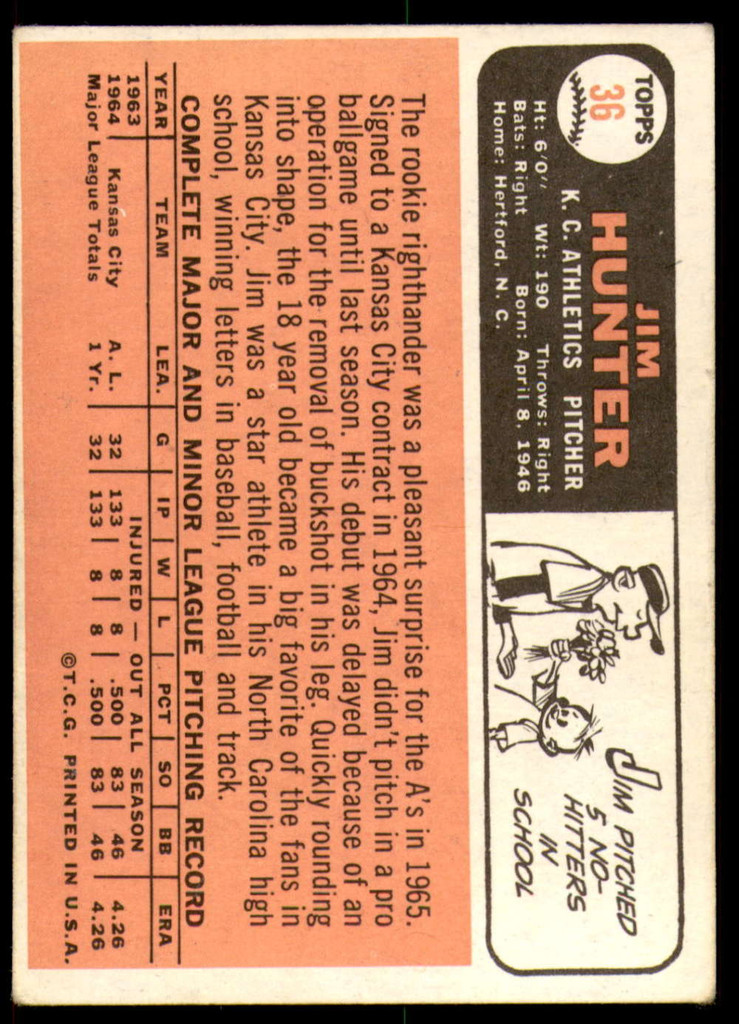 TOPPS
36
JIM
HUNTER
K. C. ATHLETICS PITCHER
Ht: 6'0" Wt: 190 Throws: Right
Bats: Right Born: April 8, 1946
Home: Hertford, N. C.
JIM PITCHED
5 NO-
HITTERS
IN
SCHOOL
The rookie righthander was a pleasant surprise for the A's in 1965.
Signed to a Kansas City contract in 1964, Jim didn't pitch in a pro
ballgame until last season. His debut was delayed because of an
operation for the removal of buckshot in his leg. Quickly rounding
into shape, the 18 year old became a big favorite of the fans in
Kansas City. Jim was a star athlete in his North Carolina high
school, winning letters in baseball, football and track.
COMPLETE MAJOR AND MINOR LEAGUE PITCHING RECORD
YEAR TEAM LEA. G IP W L PCT SO BB ERA
1963 INJURED — OUT ALL SEASON
1964 Kansas City A. L. 32 133 8 8 .500 83 46 4.26
Major League Totals 1 Yr. 32 133 8 8 .500 83 46 4.26
©T.C.G. PRINTED IN U.S.A.